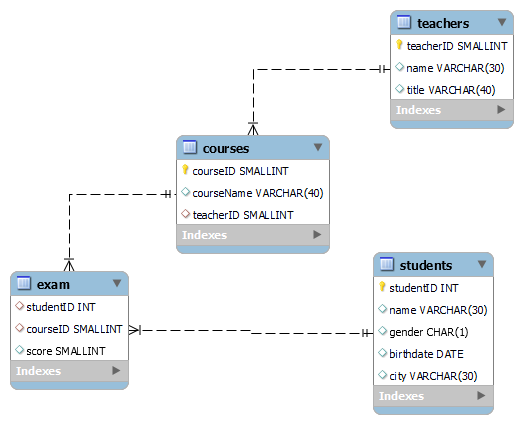 teachers
teacherID SMALLINT
name VARCHAR(30)
title VARCHAR(40)
Indexes
courses
courseID SMALLINT
courseName VARCHAR(40)
teacherID SMALLINT
Indexes
students
studentID INT
name VARCHAR(30)
gender CHAR(1)
birthdate DATE
city VARCHAR(30)
Indexes
exam
studentID INT
courseID SMALLINT
score SMALLINT
Indexes